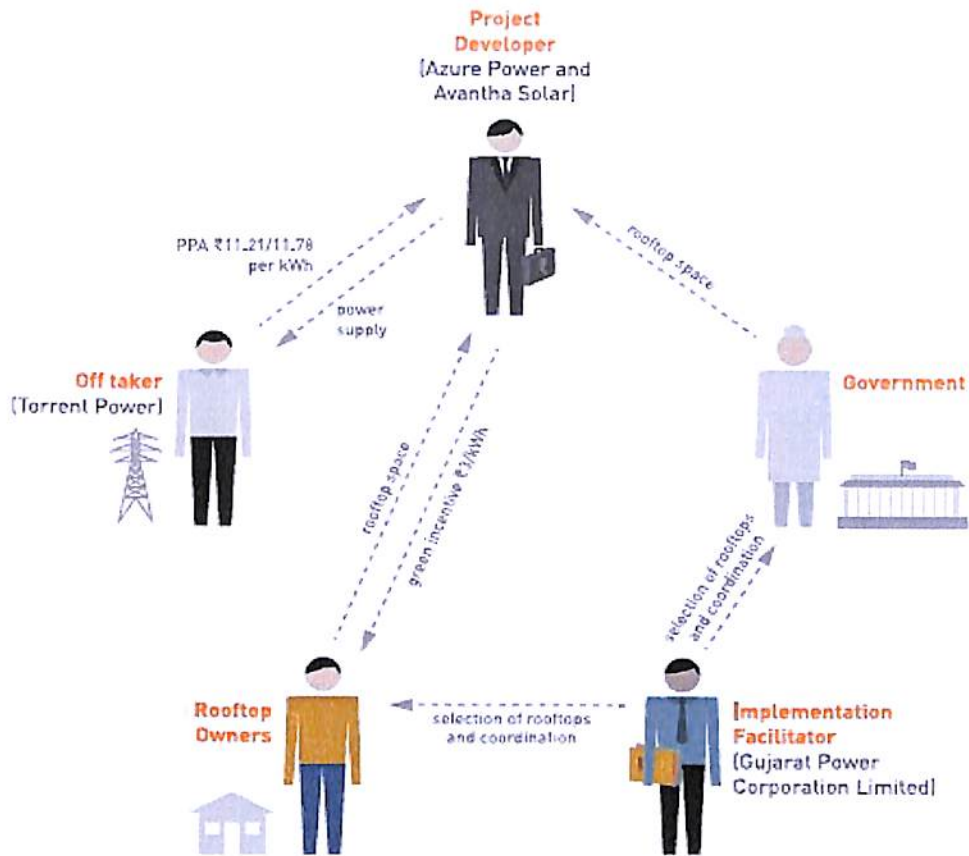 Project
Developer
[Azure Power and
Avantha Solar]
PPA ₹11.21/11.78
per kWh
power
supply
rooftop space
Off taker
[Torrent Power]
Government
rooftop space
green incentive ₹3/kWh
selection of rooftops
and coordination
Rooftop
Owners
selection of rooftops
and coordination
Implementation
Facilitator
[Gujarat Power
Corporation Limited]